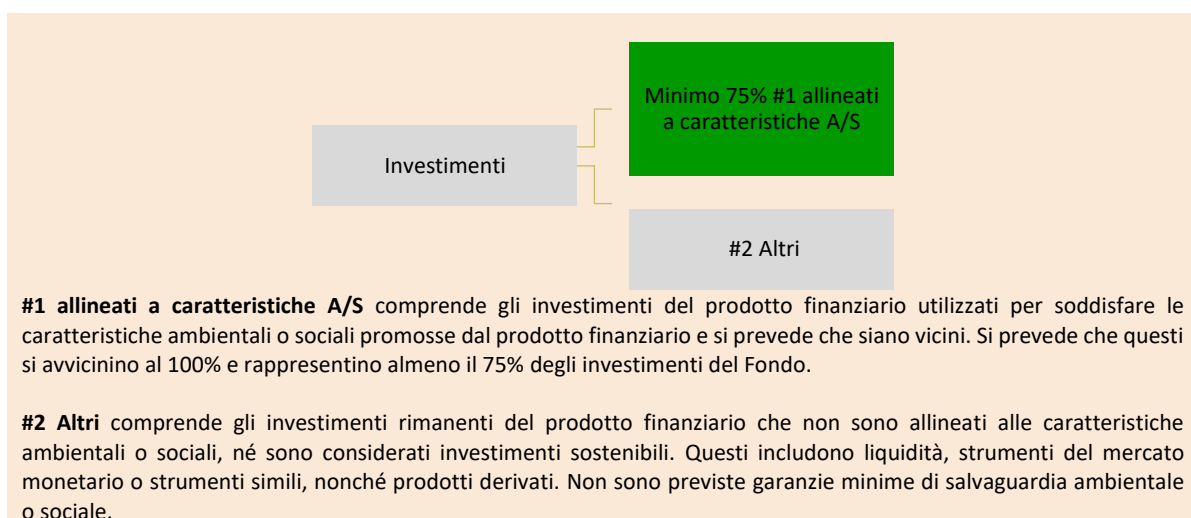 Minimo 75% #1 allineati
a caratteristiche A/S
Investimenti
#2 Altri
#1 allineati a caratteristiche A/S comprende gli investimenti del prodotto finanziario utilizzati per soddisfare le
caratteristiche ambientali o sociali promosse dal prodotto finanziario e si prevede che siano vicini. Si prevede che questi
si avvicinino al 100% e rappresentino almeno il 75% degli investimenti del Fondo.
#2 Altri comprende gli investimenti rimanenti del prodotto finanziario che non sono allineati alle caratteristiche
ambientali o sociali, né sono considerati investimenti sostenibili. Questi includono liquidità, strumenti del mercato
monetario o strumenti simili, nonché prodotti derivati. Non sono previste garanzie minime di salvaguardia ambientale
o sociale.